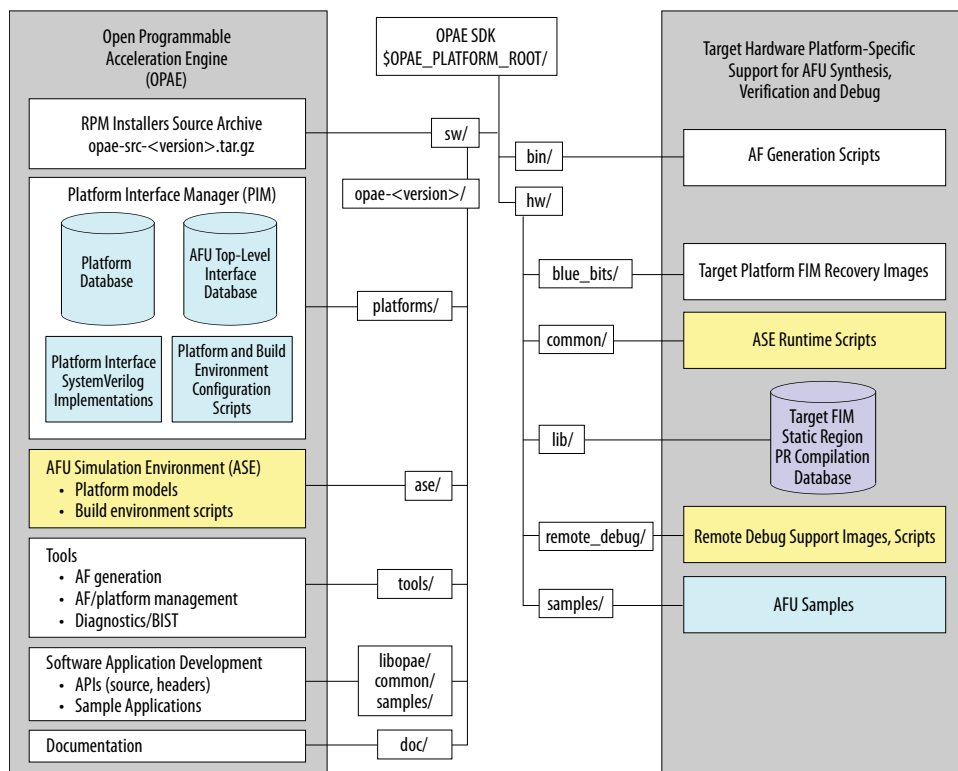 Open Programmable
Acceleration Engine
(OPAE)
RPM Installers Source Archive
opae-src-<version>.tar.gz
Platform Interface Manager (PIM)
Platform
Database
AFU Top-Level
Interface
Database
Platform Interface
SystemVerilog
Implementations
Platform and Build
Environment
Configuration
Scripts
AFU Simulation Environment (ASE)
• Platform models
• Build environment scripts
Tools
• AF generation
• AF/platform management
• Diagnostics/BIST
Software Application Development
• APIs (source, headers)
• Sample Applications
Documentation
OPAE SDK
$OPAE_PLATFORM_ROOT/
sw/
opae-<version>/
platforms/
ase/
tools/
libopae/
common/
samples/
doc/
bin/
hw/
blue_bits/
common/
lib/
remote_debug/
samples/
Target Hardware Platform-Specific
Support for AFU Synthesis,
Verification and Debug
AF Generation Scripts
Target Platform FIM Recovery Images
ASE Runtime Scripts
Target FIM
Static Region
PR Compilation
Database
Remote Debug Support Images, Scripts
AFU Samples